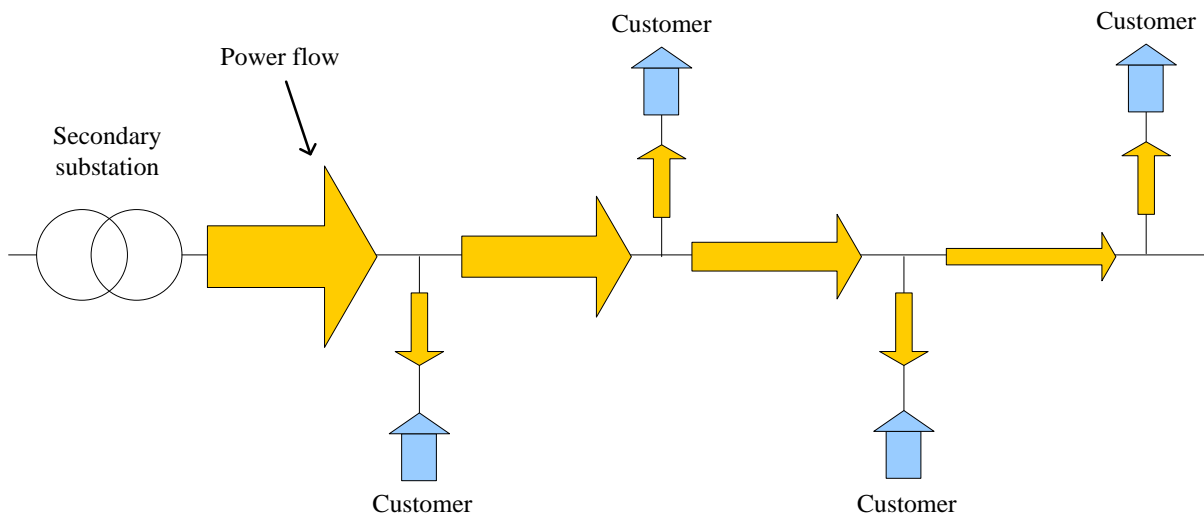 Customer
Customer
Power flow
Secondary
substation
Customer
Customer